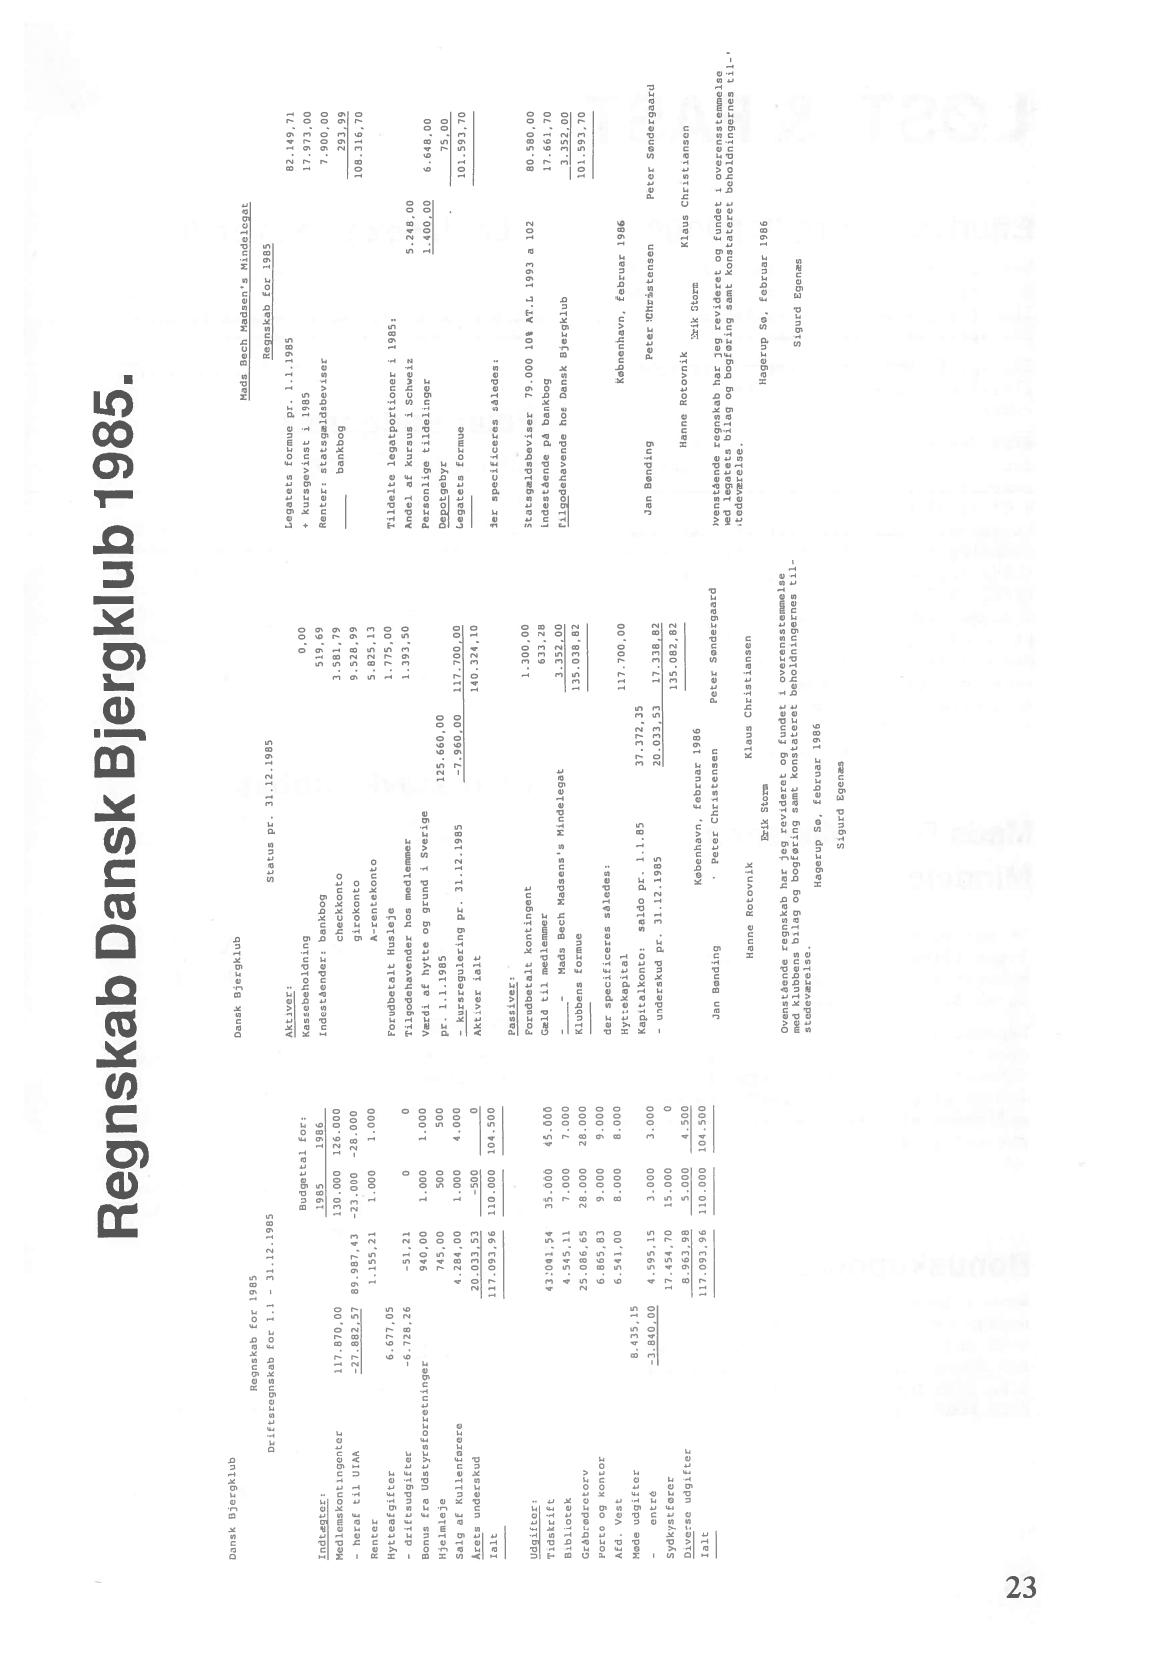 Regnskab Dansk Bjergklub 1985.
Dansk Bjergklub
Regnskab for 1985
Driftsregnskab for 1.1 - 31.12.1985
Budgettal for:
Indtægter: 1985 1986
Medlemskontingenter 117.870,00 130.000 126.000
- heraf til UIAA -27.882,57 89.987,43 -23.000 -28.000
Renter 1.155,21 1.000 1.000
Hytteafgifter 6.677,05
- driftsudgifter -6.728,26 -51,21 0 0
Bonus fra Udstyrsforretninger 940,00 1.000 1.000
Hjelmleje 745,00 500 500
Salg af Kullenførere 4.284,00 1.000 4.000
Årets underskud 20.033,53 -500 0
Ialt 117.093,96 110.000 104.500
Udgifter:
Tidskrift 43:041,54 35.000 45.000
Bibliotek 4.545,11 7.000 7.000
Gråbrødretorv 25.086,65 28.000 28.000
Porto og kontor 6.865,83 9.000 9.000
Afd. Vest 6.541,00 8.000 8.000
Møde udgifter 8.435,15
- entré -3.840,00 4.595,15 3.000 3.000
Sydkystfører 17.454,70 15.000 0
Diverse udgifter 8.963,98 5.000 4.500
Ialt 117.093,96 110.000 104.500
Dansk Bjergklub
Status pr. 31.12.1985
Aktiver:
Kassebeholdning 0,00
Indeståender: bankbog 519,69
checkkonto 3.581,79
girokonto 9.528,99
A-rentekonto 5.825,13
Forudbetalt Husleje 1.775,00
Tilgodehavender hos medlemmer 1.393,50
Værdi af hytte og grund i Sverige
pr. 1.1.1985 125.660,00
- kursregulering pr. 31.12.1985 -7.960,00 117.700,00
Aktiver ialt 140.324,10
Passiver:
Forudbetalt kontingent 1.300,00
Gæld til medlemmer 633,28
- - Mads Bech Madsens's Mindelegat 3.352,00
Klubbens formue 135.038,82
der specificeres således:
Hyttekapital 117.700,00
Kapitalkonto: saldo pr. 1.1.85 37.372,35
- underskud pr. 31.12.1985 20.033,53 17.338,82
135.082,82
København, februar 1986
Jan Bønding Peter Christensen Peter Søndergaard
Hanne Rotovnik Klaus Christiansen
Erik Storm
Ovenstående regnskab har jeg revideret og fundet i overensstemmelse
med klubbens bilag og bogføring samt konstateret beholdningernes til-
stedeværelse.
Hagerup Sø, februar 1986
Sigurd Egenæs
Mads Bech Madsen's Mindelegat
Regnskab for 1985
Legatets formue pr. 1.1.1985 82.149,71
+ kursgevinst i 1985 17.973,00
Renter: statsgældsbeviser 7.900,00
bankbog 293,99
108.316,70
Tildelte legatportioner i 1985:
Andel af kursus i Schweiz 5.248,00
Personlige tildelinger 1.400,00 6.648,00
Depotgebyr 75,00
Legatets formue 101.593,70
der specificeres således:
Statsgældsbeviser 79.000 10% AT.L 1993 a 102 80.580,00
indestående på bankbog 17.661,70
Tilgodehavende hos Dansk Bjergklub 3.352,00
101.593,70
Købnenhavn, februar 1986
Jan Bønding Peter Christensen Peter Søndergaard
Hanne Rotovnik Erik Storm Klaus Christiansen
Ovenstående regnskab har jeg revideret og fundet i overensstemmelse
med legatets bilag og bogføring samt konstateret beholdningernes til-
stedeværelse.
Hagerup Sø, februar 1986
Sigurd Egenæs
23